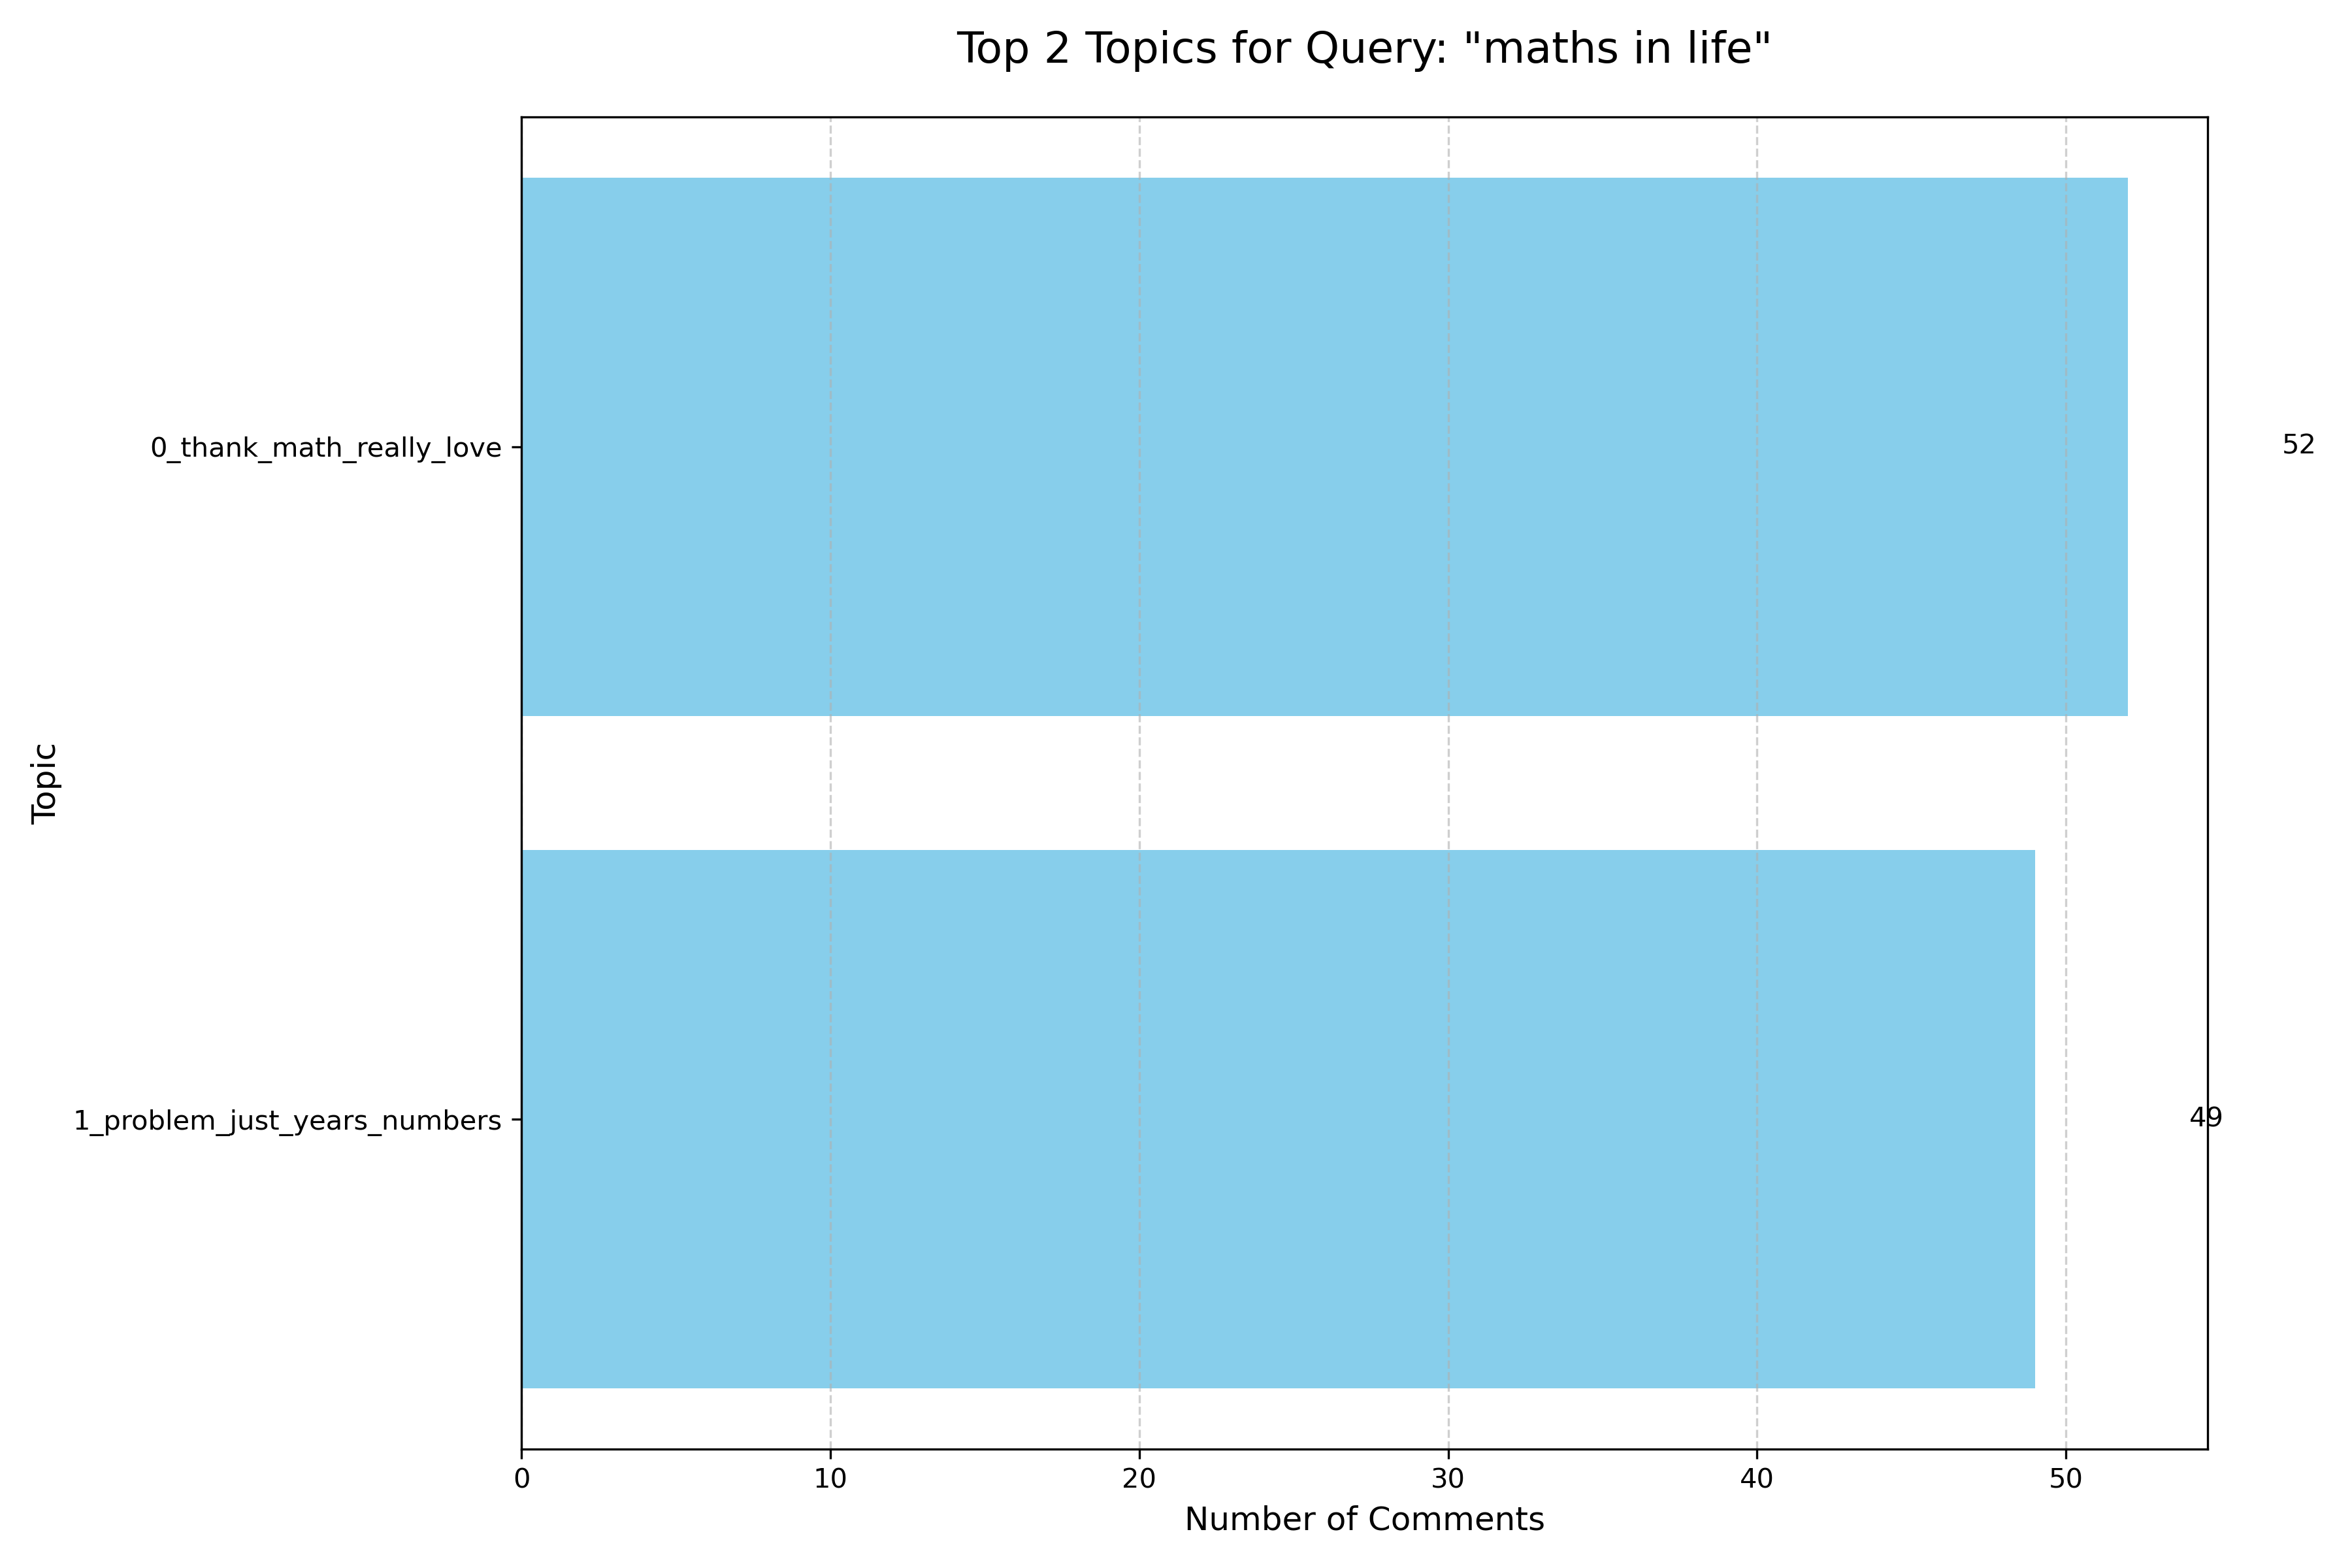 Top 2 Topics for Query: "maths in life"
0_thank_math_really_love
52
Topic
1_problem_just_years_numbers
49
0 10 20 30 40 50
Number of Comments